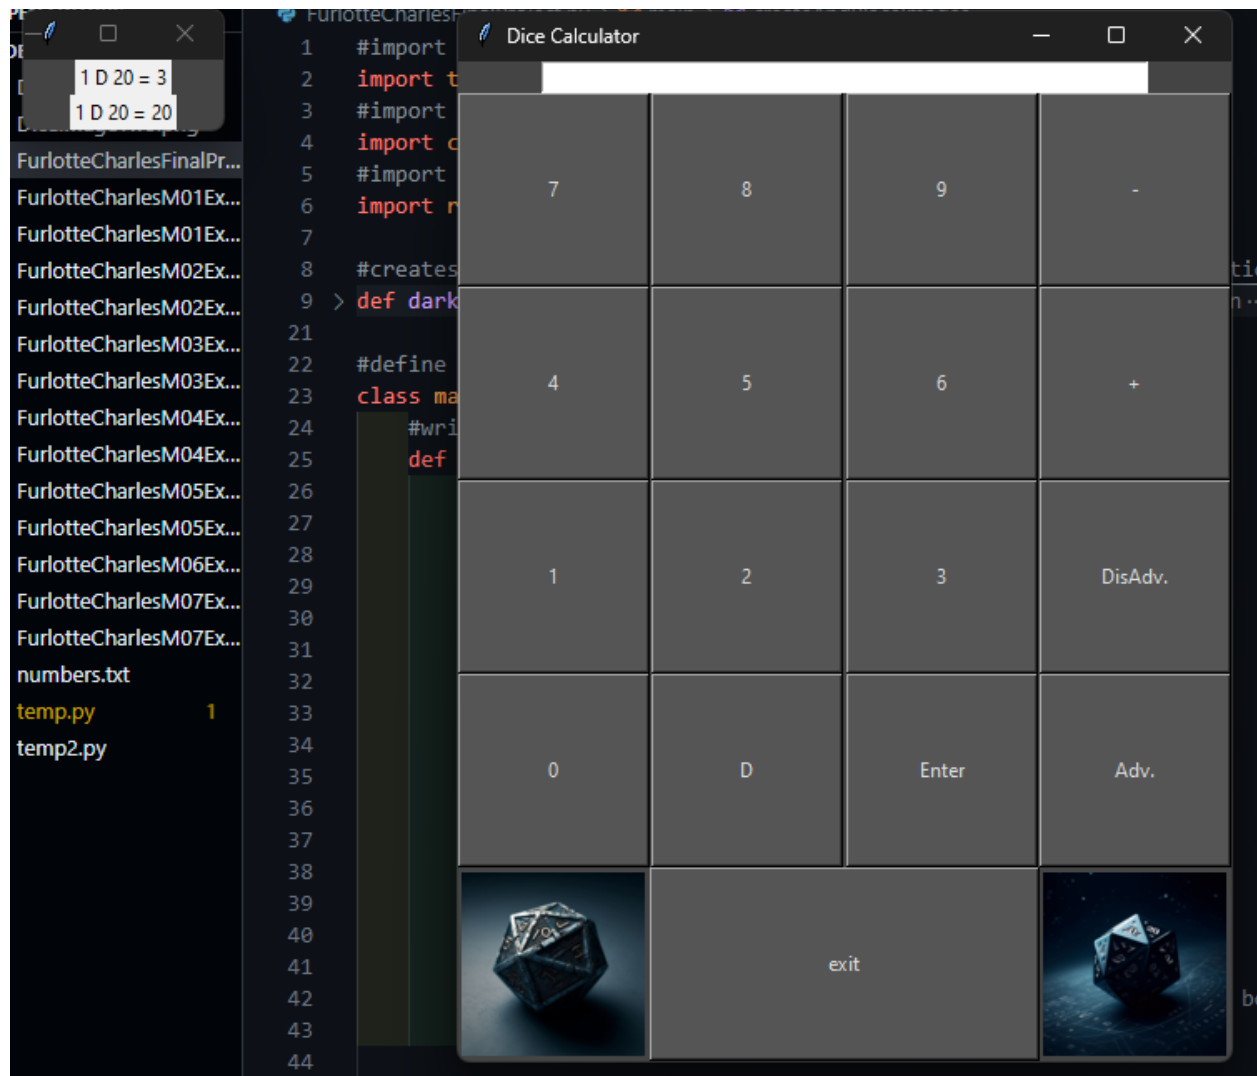 1 D 20 = 3
1 D 20 = 20
FurlotteCharlesFinalPr...
FurlotteCharlesM01Ex...
FurlotteCharlesM01Ex...
FurlotteCharlesM02Ex...
FurlotteCharlesM02Ex...
FurlotteCharlesM03Ex...
FurlotteCharlesM03Ex...
FurlotteCharlesM04Ex...
FurlotteCharlesM04Ex...
FurlotteCharlesM05Ex...
FurlotteCharlesM05Ex...
FurlotteCharlesM06Ex...
FurlotteCharlesM07Ex...
FurlotteCharlesM07Ex...
numbers.txt
temp.py 1
temp2.py
1 #import
2 import t
3 #import
4 import c
5 #import
6 import r
7
8 #creates
9 > def dark
21
22 #define
23 class ma
24 #wri
25 def
26
27
28
29
30
31
32
33
34
35
36
37
38
39
40
41
42
43
44
Dice Calculator
7 8 9 -
4 5 6 +
1 2 3 DisAdv.
0 D Enter Adv.
exit